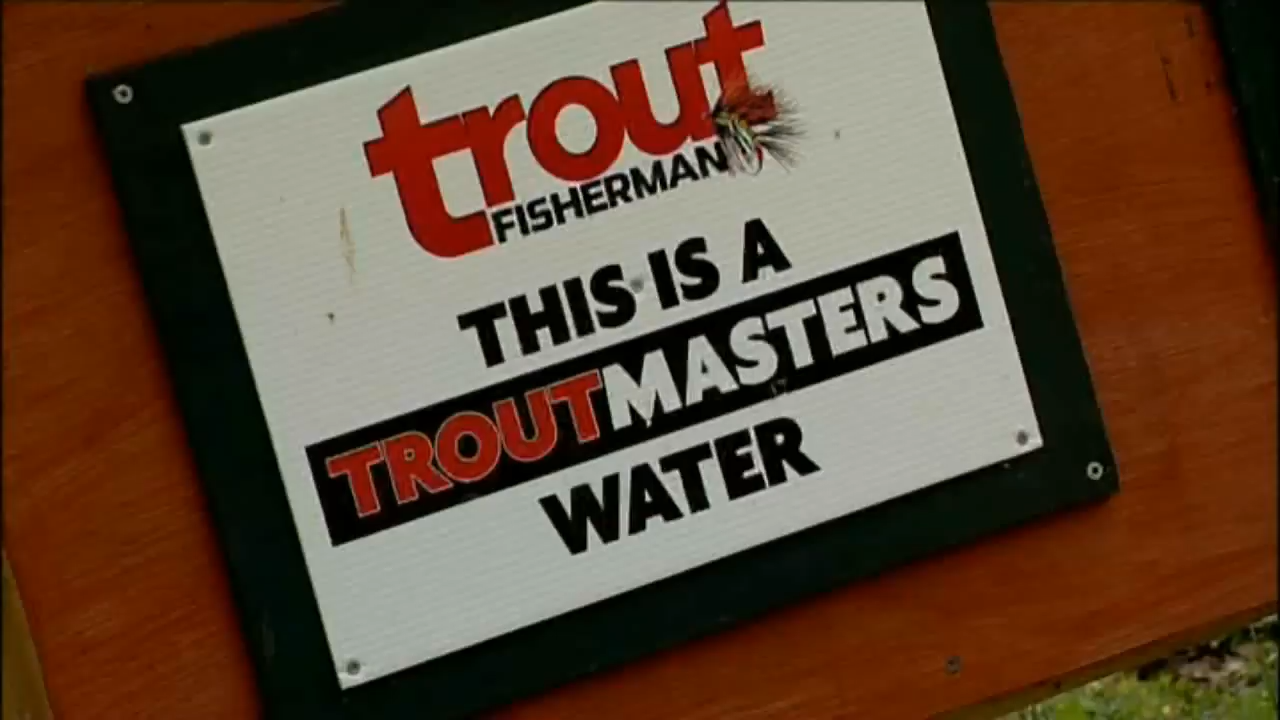 trout
FISHERMAN
THIS IS A
TROUTMASTERS
WATER